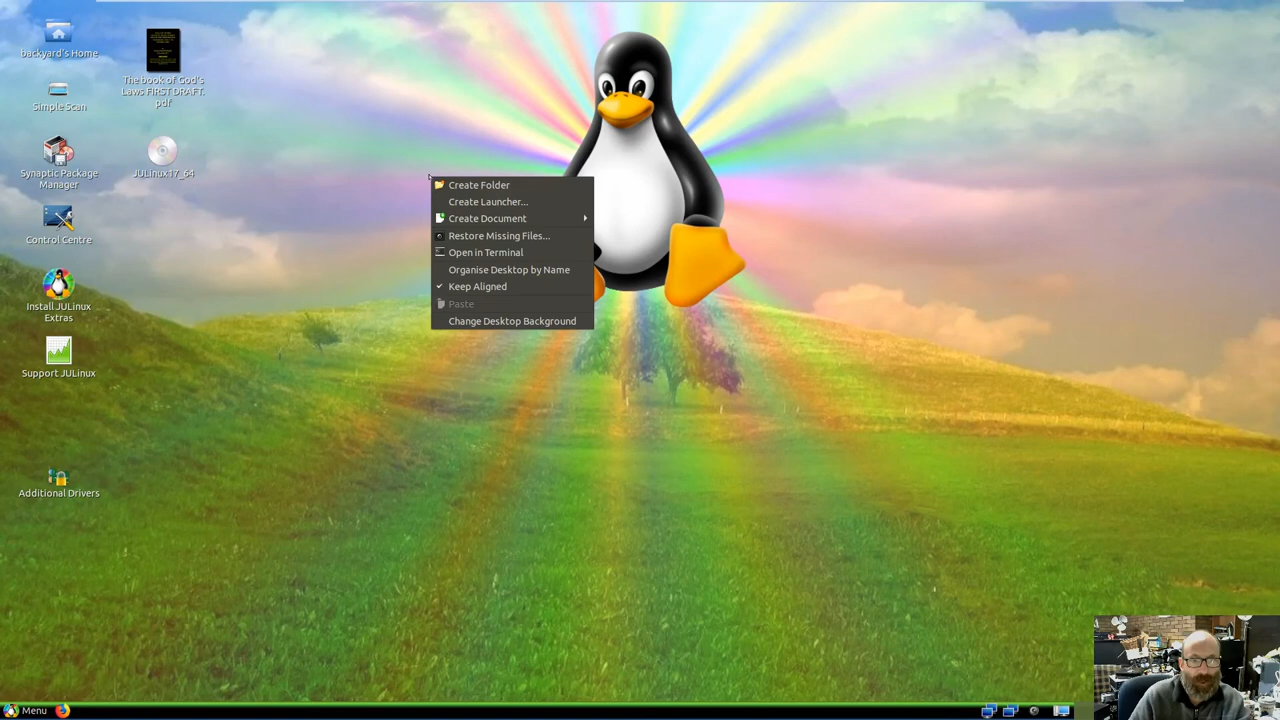 backyard's Home
Simple Scan
Synaptic Package
Manager
Control Centre
Install JULinux
Extras
Support JULinux
Additional Drivers
The book of God's
Laws FIRST DRAFT.
pdf
JULinux17_64
Create Folder
Create Launcher...
Create Document
Restore Missing Files...
Open in Terminal
Organise Desktop by Name
Keep Aligned
Paste
Change Desktop Background
Menu